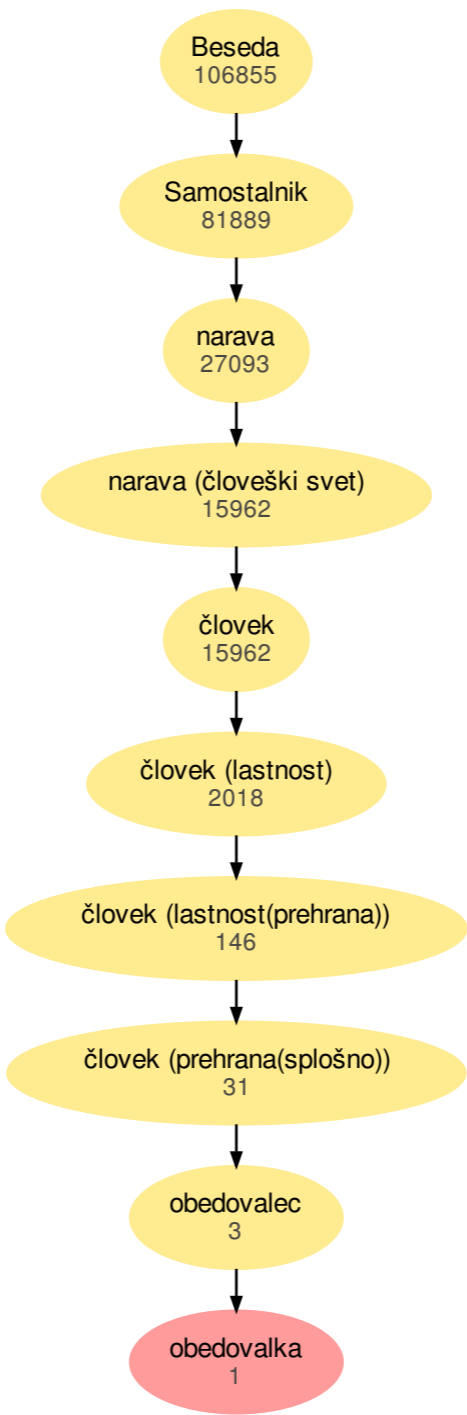 Beseda
106855
Samostalnik
81889
narava
27093
narava (človeški svet)
15962
človek
15962
človek (lastnost)
2018
človek (lastnost(prehrana))
146
človek (prehrana(splošno))
31
obedovalec
3
obedovalka
1